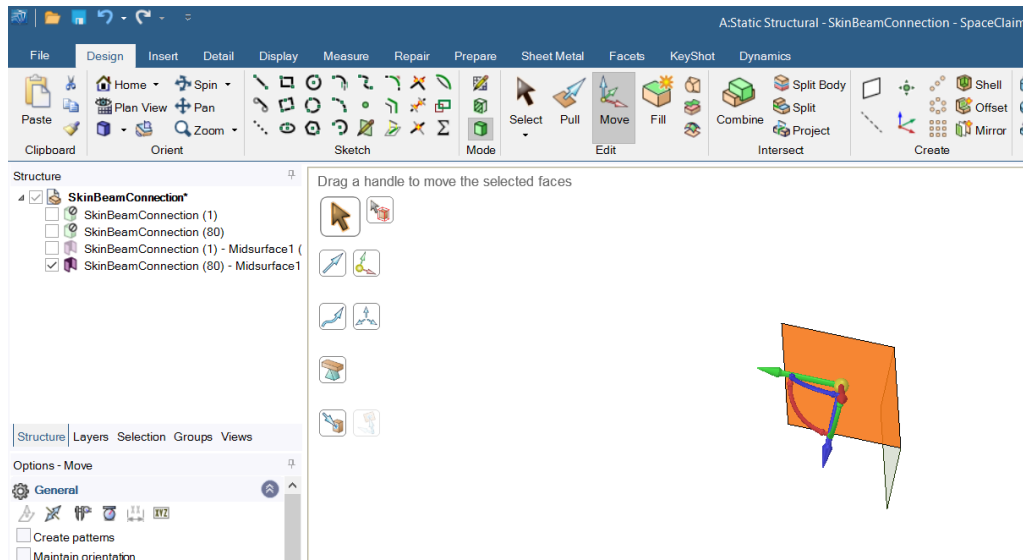 A:Static Structural - SkinBeamConnection - SpaceClaim
File Design Insert Detail Display Measure Repair Prepare Sheet Metal Facets KeyShot Dynamics
Paste
Home Spin
Plan View Pan
Zoom
Select Pull Move Fill
Combine
Split Body
Split
Project
Shell
Offset
Mirror
Clipboard Orient Sketch Mode Edit Intersect Create
Structure
SkinBeamConnection*
SkinBeamConnection (1)
SkinBeamConnection (80)
SkinBeamConnection (1) - Midsurface1 (
SkinBeamConnection (80) - Midsurface1
Drag a handle to move the selected faces
Structure Layers Selection Groups Views
Options - Move
General
XYZ
Create patterns
Maintain orientation